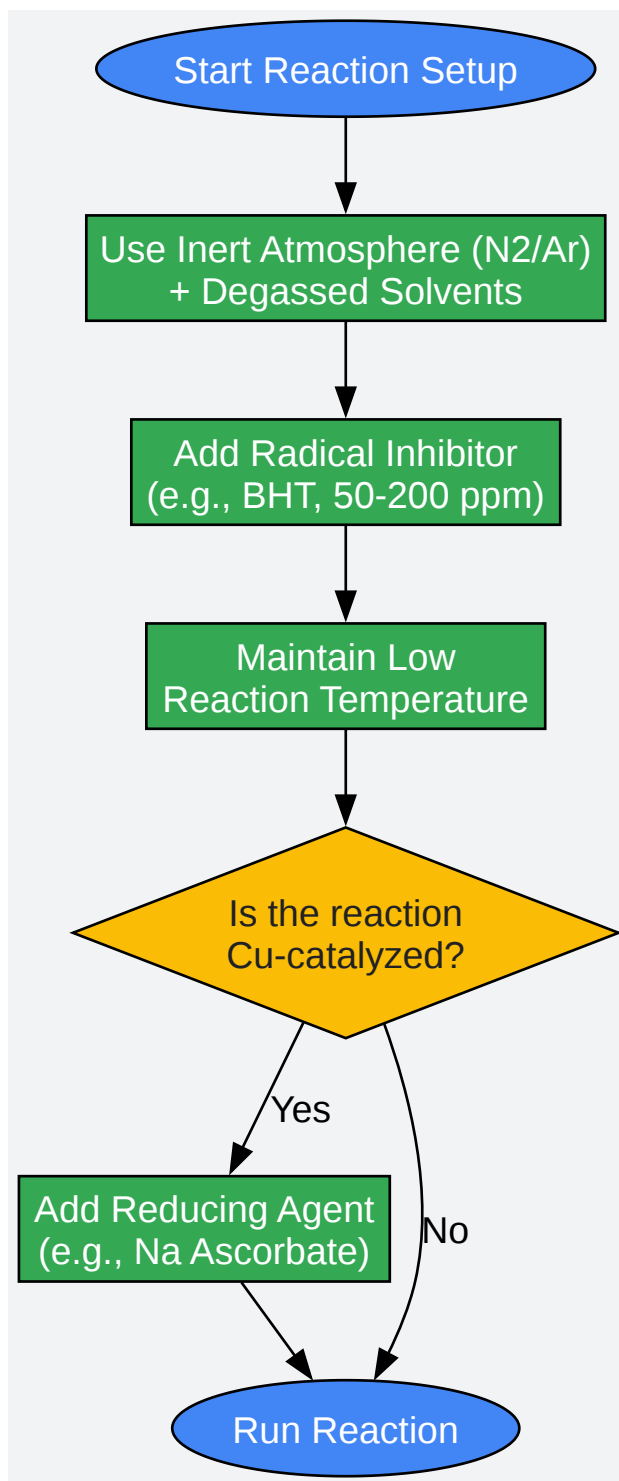 Start Reaction Setup
Use Inert Atmosphere (N2/Ar)
+ Degassed Solvents
Add Radical Inhibitor
(e.g., BHT, 50-200 ppm)
Maintain Low
Reaction Temperature
Is the reaction
Cu-catalyzed?
Yes
Add Reducing Agent
(e.g., Na Ascorbate)
No
Run Reaction